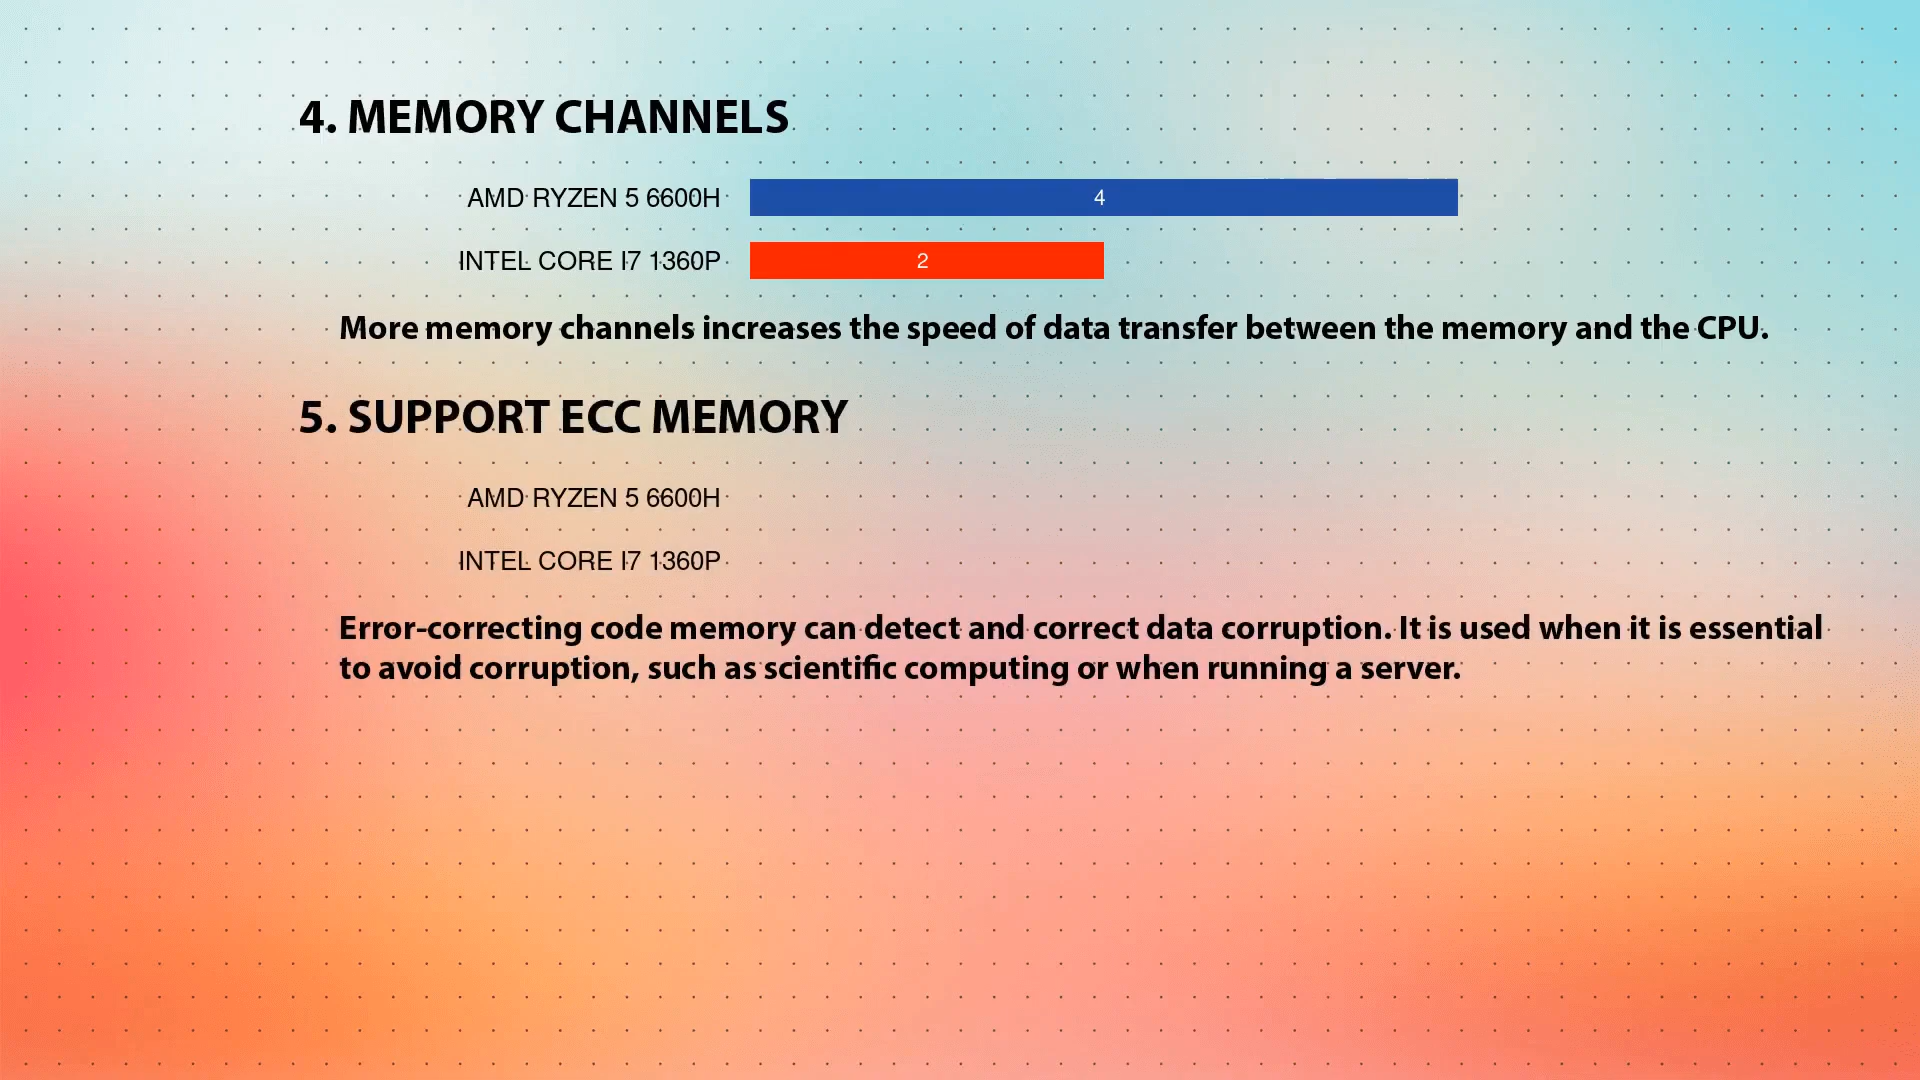 4. MEMORY CHANNELS
AMD RYZEN 5 6600H
4
INTEL CORE I7 1360P
2
More memory channels increases the speed of data transfer between the memory and the CPU.
5. SUPPORT ECC MEMORY
AMD RYZEN 5 6600H
INTEL CORE I7 1360P
Error-correcting code memory can detect and correct data corruption. It is used when it is essential
to avoid corruption, such as scientific computing or when running a server.